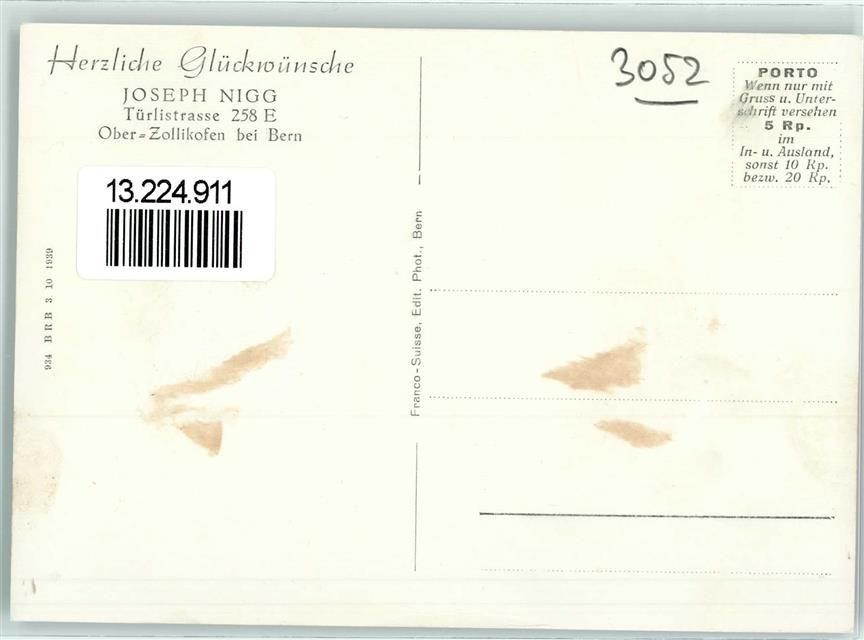 Herzliche Glückwünsche
JOSEPH NIGG
Türlistrasse 258 E
Ober=Zollikofen bei Bern
13.224.911
934 BRB 3 10 1939
Franco-Suisse, Edit. Phot., Bern
3052
PORTO
Wenn nur mit
Gruss u. Unter-
schrift versehen
5 Rp.
im
In- u. Ausland,
sonst 10 Rp.
bezw. 20 Rp.